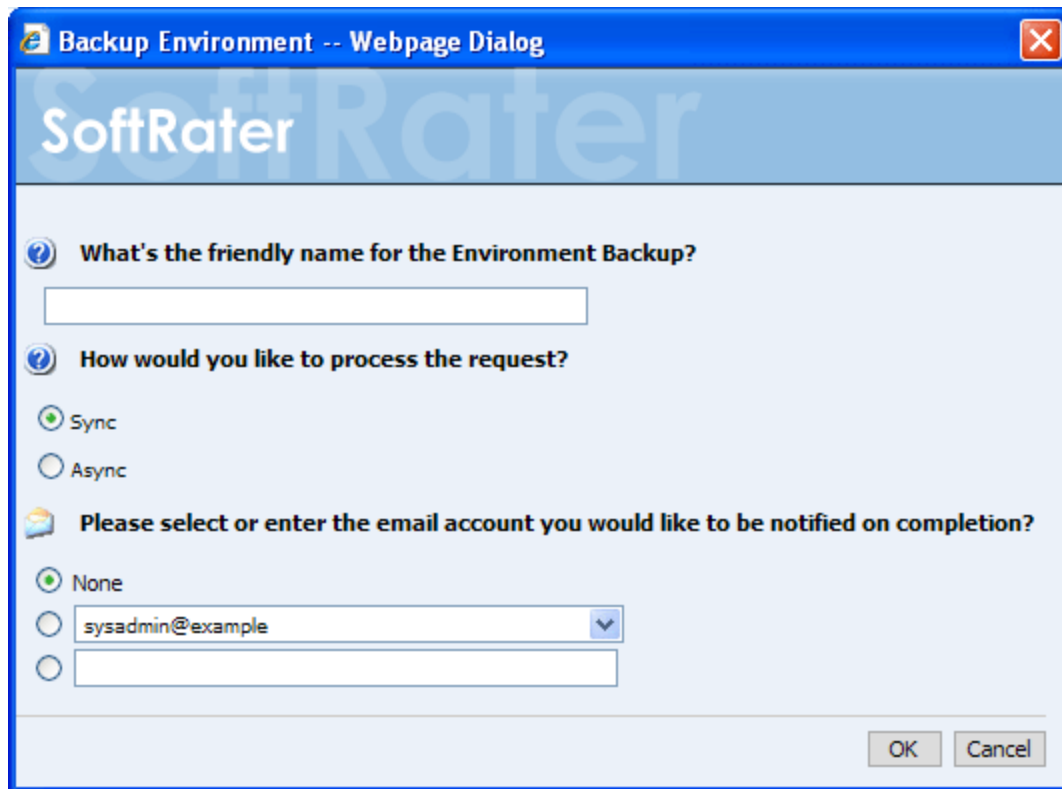 Backup Environment -- Webpage Dialog
SoftRater
SoftRater
What's the friendly name for the Environment Backup?
How would you like to process the request?
Sync
Async
Please select or enter the email account you would like to be notified on completion?
None
sysadmin@example
OK Cancel